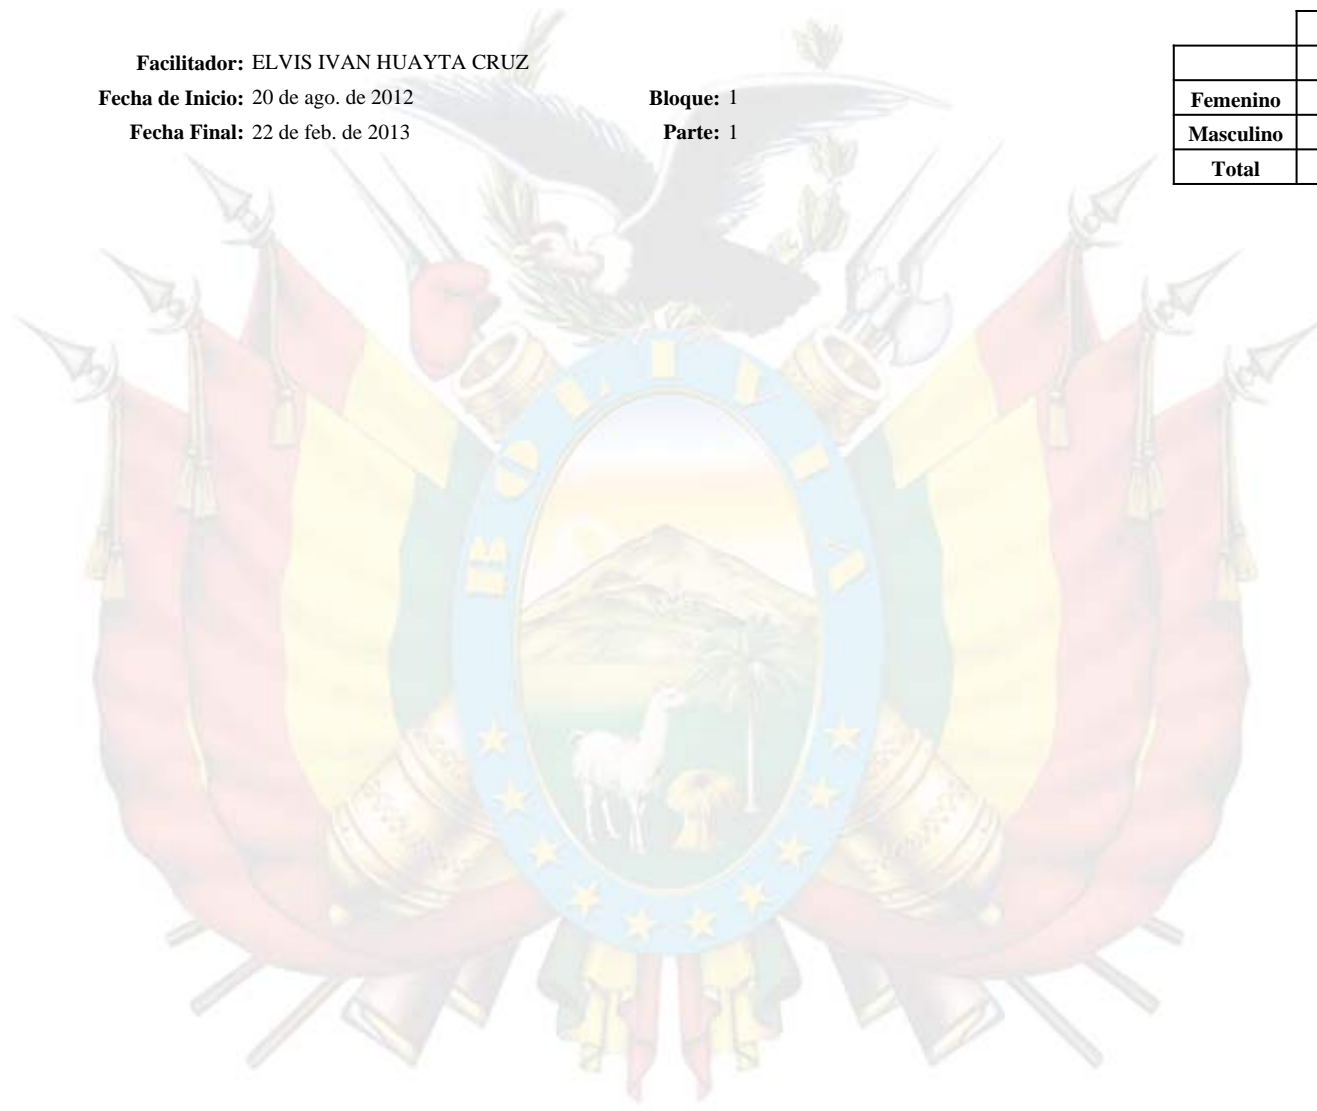 Facilitador: ELVIS IVAN HUAYTA CRUZ
Fecha de Inicio: 20 de ago. de 2012 Bloque: 1
Fecha Final: 22 de feb. de 2013 Parte: 1
Femenino
Masculino
Total
BOLIVIA